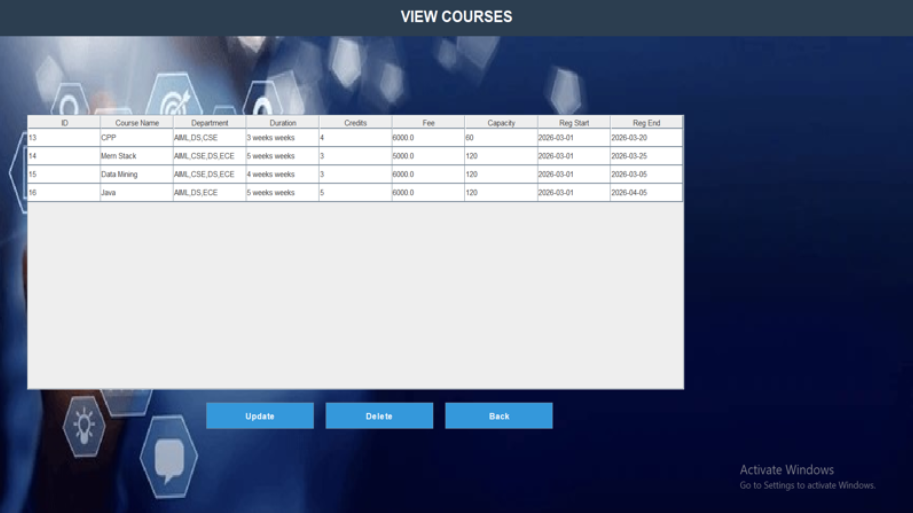 VIEW COURSES
ID Course Name Department Duration Credits Fee Capacity Reg Start Reg End
13 CPP AIML,DS,CSE 3 weeks weeks 4 6000.0 60 2026-03-01 2026-03-20
14 Mern Stack AIML,CSE,DS,ECE 5 weeks weeks 3 5000.0 120 2026-03-01 2026-03-25
15 Data Mining AIML,CSE,DS,ECE 4 weeks weeks 3 6000.0 120 2026-03-01 2026-03-05
16 Java AIML,DS,ECE 5 weeks weeks 5 6000.0 120 2026-03-01 2026-04-05
Update Delete Back
Activate Windows
Go to Settings to activate Windows.